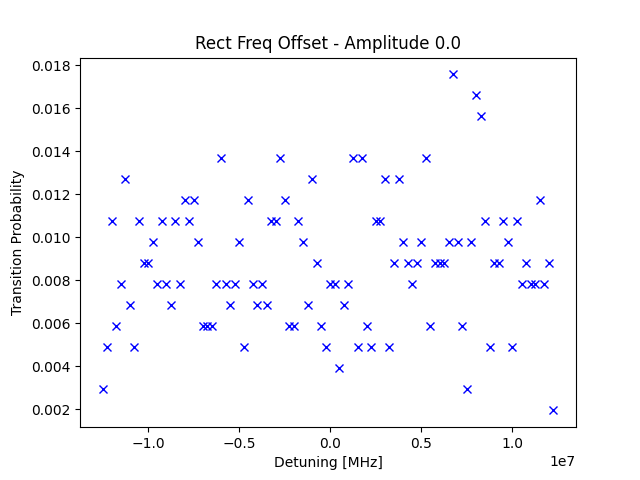 Rect Freq Offset - Amplitude 0.0
0.018
0.016
0.014
0.012
0.010
0.008
0.006
0.004
0.002
Transition Probability
−1.0 −0.5 0.0 0.5 1.0
1e7
Detuning [MHz]